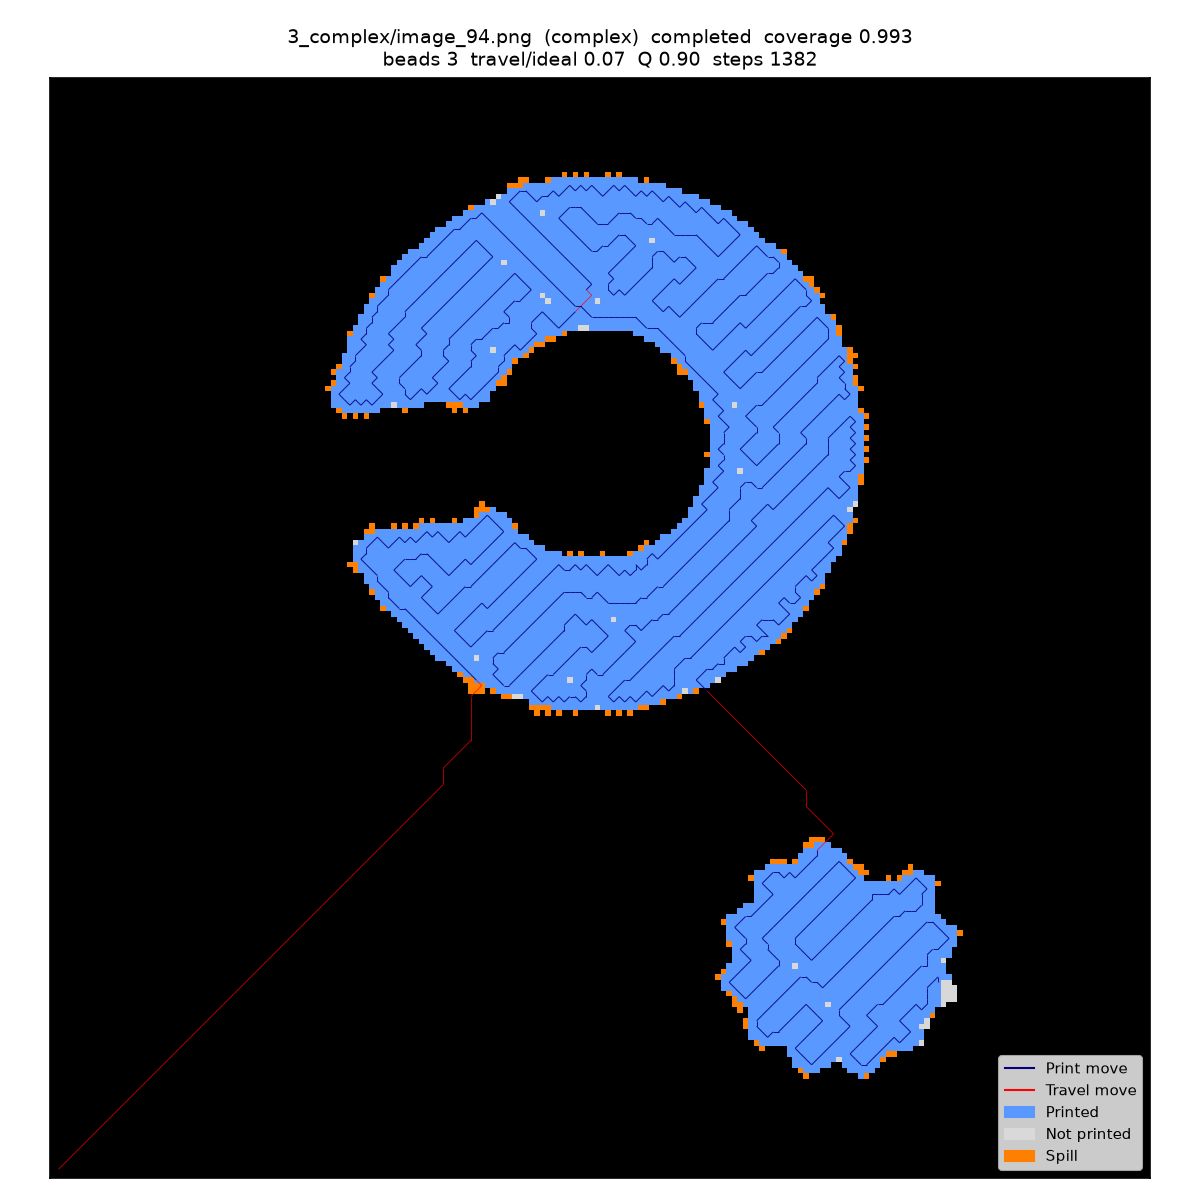 3_complex/image_94.png  (complex)  completed  coverage 0.993
beads 3  travel/ideal 0.07  Q 0.90  steps 1382
Print move
Travel move
Printed
Not printed
Spill